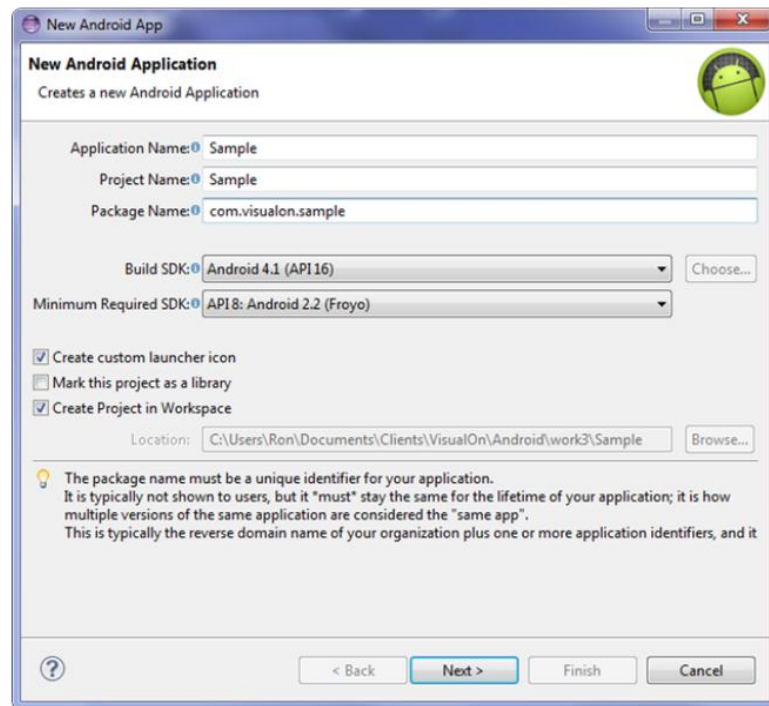 New Android App
New Android Application
Creates a new Android Application
Application Name: Sample
Project Name: Sample
Package Name: com.visualon.sample
Build SDK: Android 4.1 (API 16) Choose...
Minimum Required SDK: API 8: Android 2.2 (Froyo)
Create custom launcher icon
Mark this project as a library
Create Project in Workspace
Location: C:\Users\Ron\Documents\Clients\VisualOn\Android\work3\Sample Browse...
The package name must be a unique identifier for your application.
It is typically not shown to users, but it *must* stay the same for the lifetime of your application; it is how
multiple versions of the same application are considered the "same app".
This is typically the reverse domain name of your organization plus one or more application identifiers, and it
? < Back Next > Finish Cancel